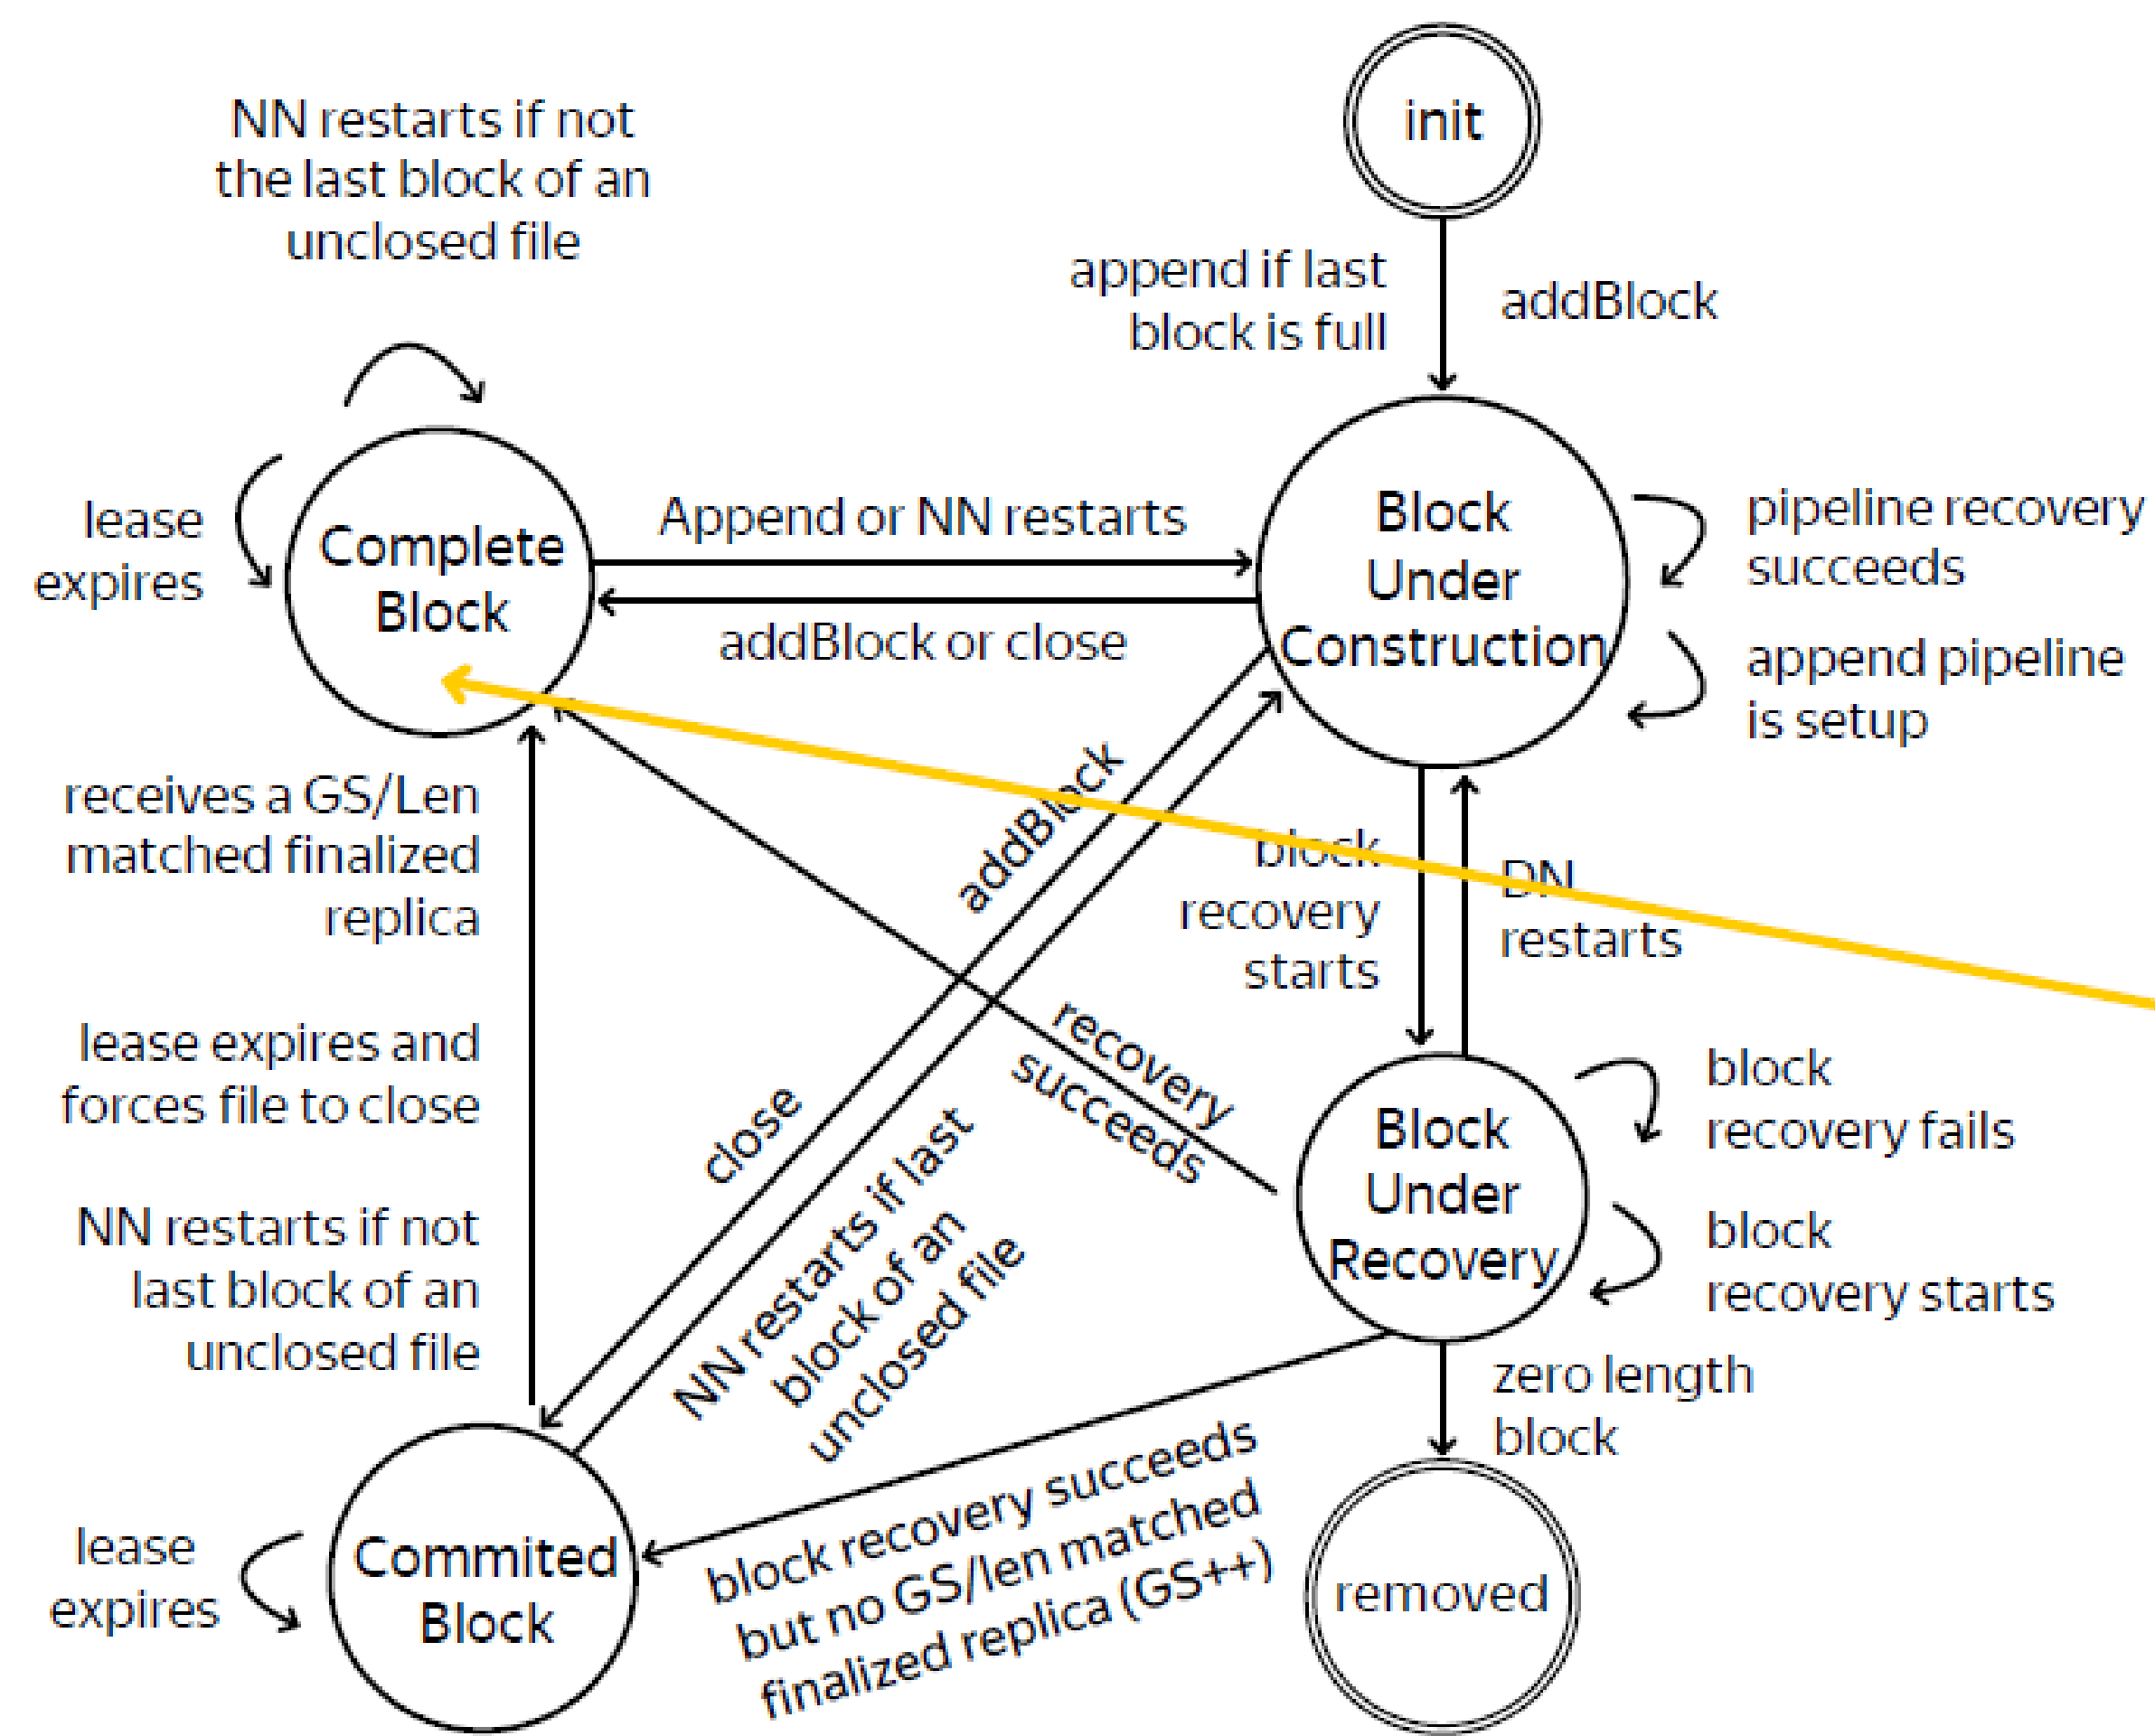 init
NN restarts if not
the last block of an
unclosed file
append if last
block is full
addBlock
lease
expires
Complete
Block
Append or NN restarts
addBlock or close
Block
Under
Construction
pipeline recovery
succeeds
append pipeline
is setup
receives a GS/Len
matched finalized
replica
lease expires and
forces file to close
NN restarts if not
last block of an
unclosed file
addBlock
close
NN restarts if last
block of an
unclosed file
recovery
succeeds
block
recovery
starts
DN
restarts
Block
Under
Recovery
block
recovery fails
block
recovery starts
zero length
block
block recovery succeeds
but no GS/len matched
finalized replica (GS++)
lease
expires
Commited
Block
removed